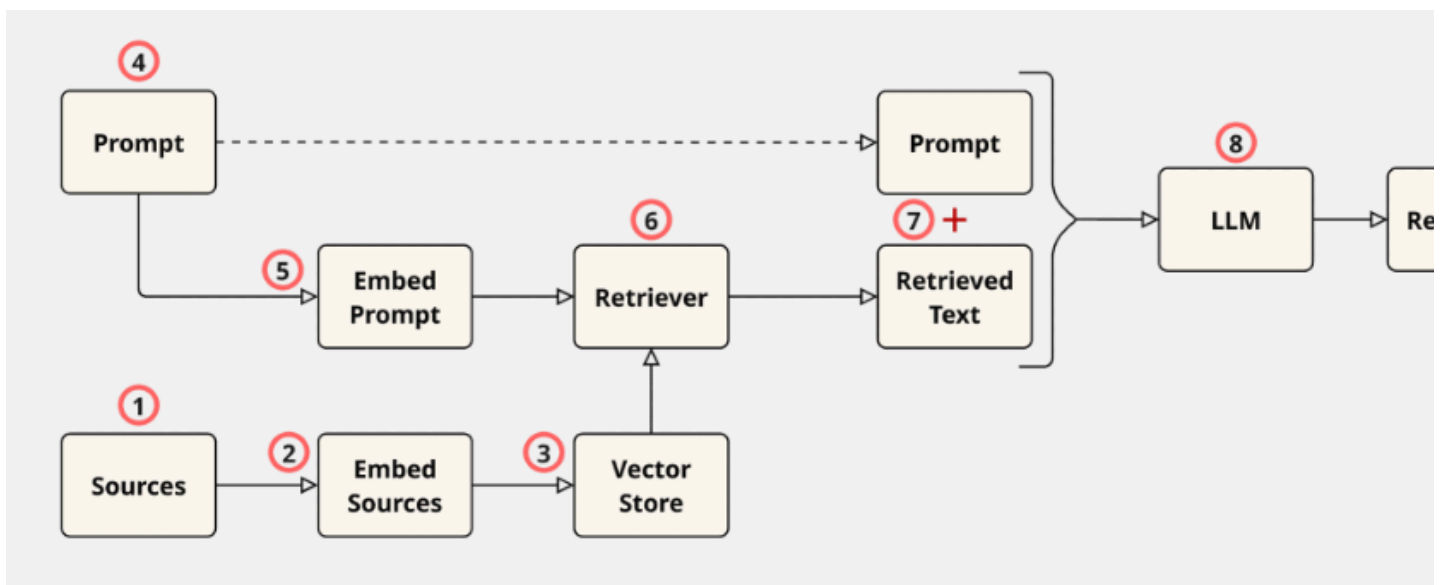 4
Prompt
Prompt
8
LLM
Re
7 +
6
5
Embed
Prompt
Retriever
Retrieved
Text
1
2
3
Sources
Embed
Sources
Vector
Store